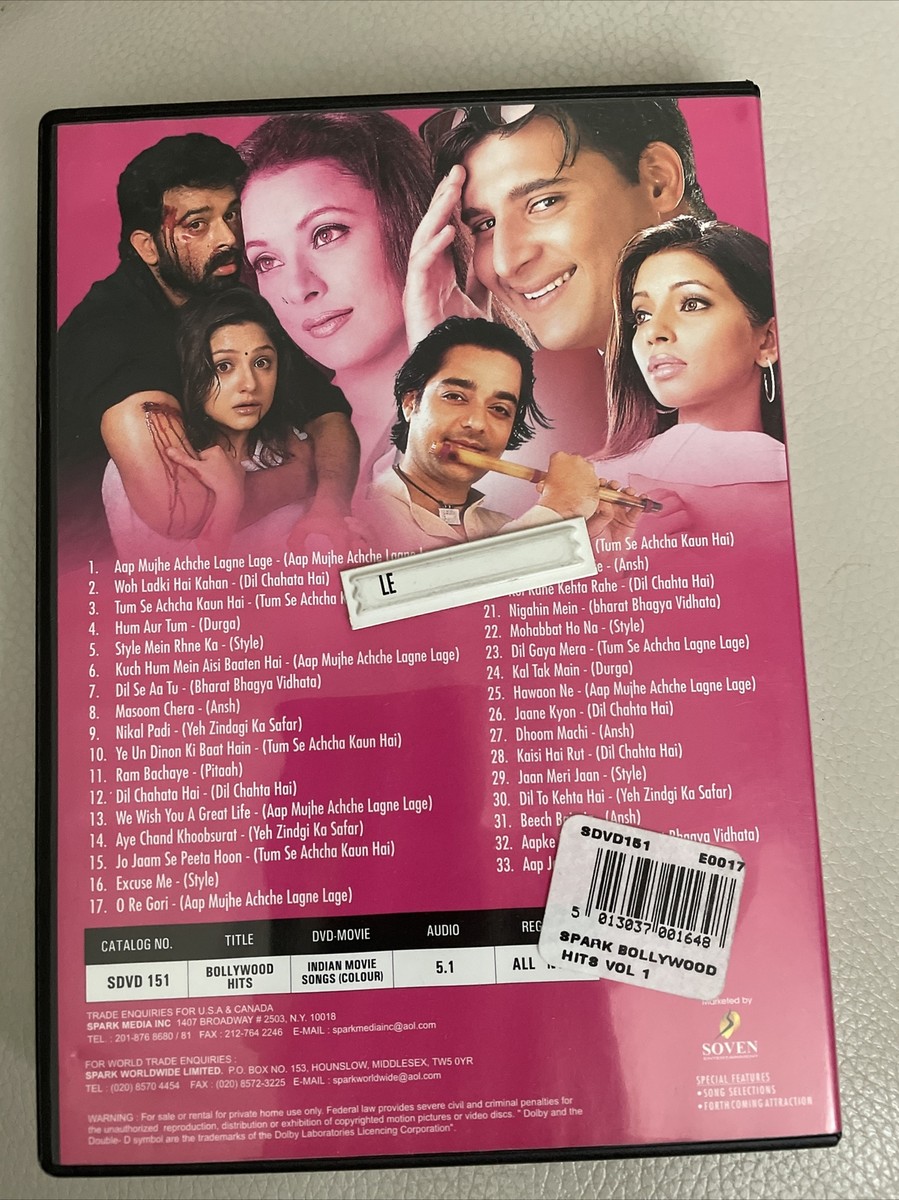 1. Aap Mujhe Achche Lagne Lage - (Aap Mujhe Achche Lagne
2. Woh Ladki Hai Kahan - (Dil Chahata Hai)
3. Tum Se Achcha Kaun Hai - (Tum Se Achcha
4. Hum Aur Tum - (Durga)
5. Style Mein Rhne Ka - (Style)
6. Kuch Hum Mein Aisi Baaten Hai - (Aap Mujhe Achche Lagne Lage)
7. Dil Se Aa Tu - (Bharat Bhagya Vidhata)
8. Masoom Chera - (Ansh)
9. Nikal Padi - (Yeh Zindagi Ka Safar)
10. Ye Un Dinon Ki Baat Hain - (Tum Se Achcha Kaun Hai)
11. Ram Bachaye - (Pitaah)
12. Dil Chahata Hai - (Dil Chahta Hai)
13. We Wish You A Great Life - (Aap Mujhe Achche Lagne Lage)
14. Aye Chand Khoobsurat - (Yeh Zindgi Ka Safar)
15. Jo Jaam Se Peeta Hoon - (Tum Se Achcha Kaun Hai)
16. Excuse Me - (Style)
17. O Re Gori - (Aap Mujhe Achche Lagne Lage)
LE
(Tum Se Achcha Kaun Hai)
- (Ansh)
Kehta Rahe - (Dil Chahta Hai)
21. Nigahin Mein - (bharat Bhagya Vidhata)
22. Mohabbat Ho Na - (Style)
23. Dil Gaya Mera - (Tum Se Achcha Lagne Lage)
24. Kal Tak Main - (Durga)
25. Hawaon Ne - (Aap Mujhe Achche Lagne Lage)
26. Jaane Kyon - (Dil Chahta Hai)
27. Dhoom Machi - (Ansh)
28. Kaisi Hai Rut - (Dil Chahta Hai)
29. Jaan Meri Jaan - (Style)
30. Dil To Kehta Hai - (Yeh Zindgi Ka Safar)
31. Beech (Ansh)
32. Aapke Bhagya Vidhata)
33. Aap
SDVD151 E0017
5 013037 001648
SPARK BOLLYWOOD
HITS VOL 1
CATALOG NO. TITLE DVD-MOVIE AUDIO REG
SDVD 151 BOLLYWOOD HITS INDIAN MOVIE SONGS (COLOUR) 5.1 ALL
TRADE ENQUIRIES FOR U.S.A & CANADA
SPARK MEDIA INC 1407 BROADWAY # 2503, N.Y. 10018
TEL : 201-876 8680 / 81 FAX : 212-764 2246 E-MAIL : sparkmediainc@aol.com
FOR WORLD TRADE ENQUIRIES :
SPARK WORLDWIDE LIMITED. P.O. BOX NO. 153, HOUNSLOW, MIDDLESEX, TW5 0YR
TEL : (020) 8570 4454 FAX : (020) 8572-3225 E-MAIL : sparkworldwide@aol.com
WARNING : For sale or rental for private home use only. Federal law provides severe civil and criminal penalties for
the unauthorized reproduction, distribution or exhibition of copyrighted motion pictures or video discs. " Dolby and the
Double- D symbol are the trademarks of the Dolby Laboratories Licencing Corporation".
Marketed by
SOVEN
SPECIAL FEATURES
• SONG SELECTIONS
• FORTHCOMING ATTRACTION